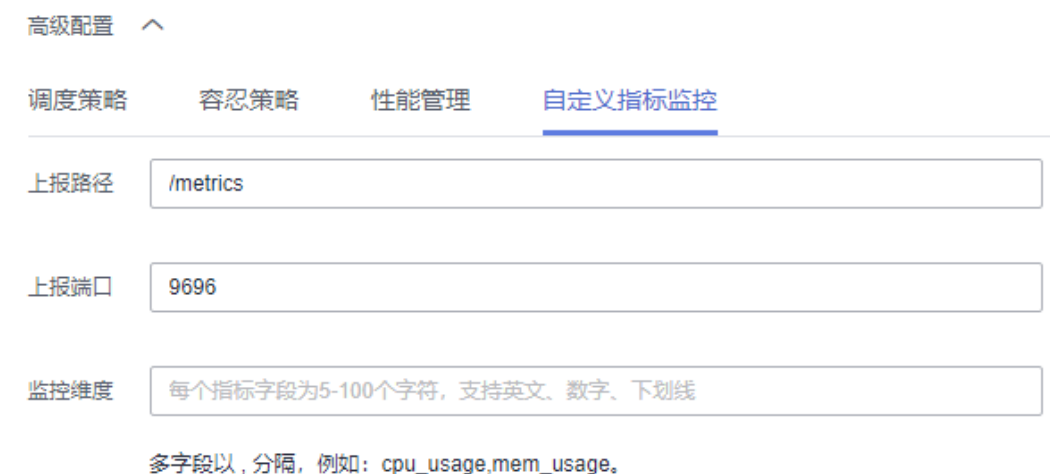 高级配置
调度策略 容忍策略 性能管理 自定义指标监控
上报路径 /metrics
上报端口 9696
监控维度 每个指标字段为5-100个字符，支持英文、数字、下划线
多字段以 , 分隔，例如：cpu_usage,mem_usage。